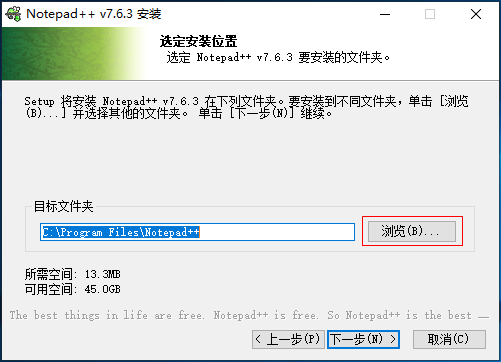 Notepad++ v7.6.3 安装
选定安装位置
选定 Notepad++ v7.6.3 要安装的文件夹。
Setup 将安装 Notepad++ v7.6.3 在下列文件夹。要安装到不同文件夹，单击 [浏览
(B)...] 并选择其他的文件夹。 单击 [下一步(N)] 继续。
目标文件夹
C:\Program Files\Notepad++
浏览(B)...
所需空间: 13.3MB
可用空间: 45.0GB
The best things in life are free. Notepad++ is free. So Notepad++ is the best
< 上一步(P) 下一步(N) > 取消(C)